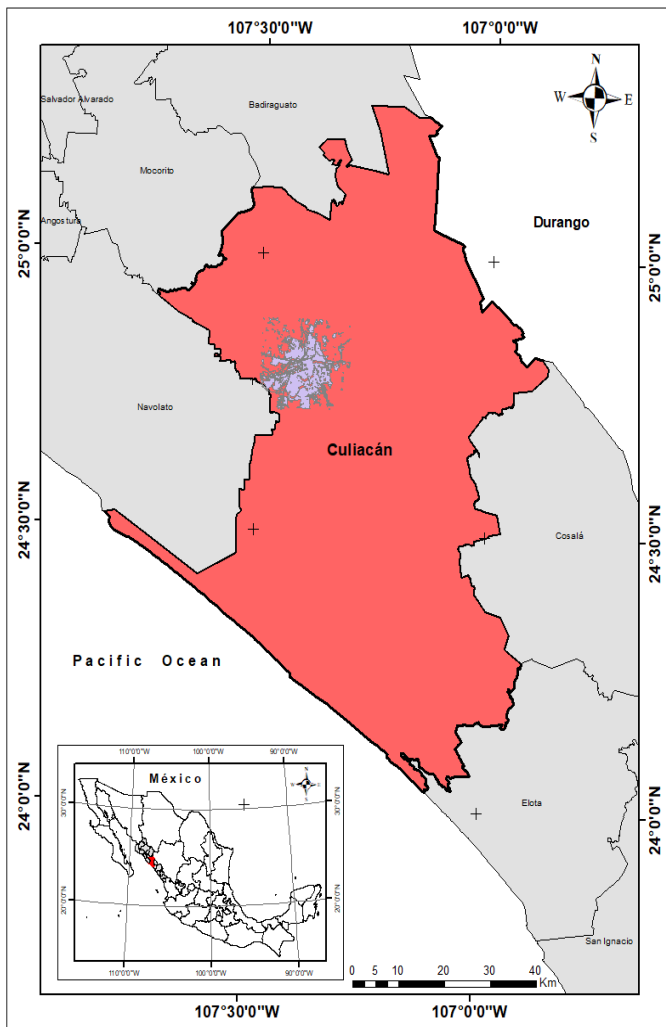 107°30'0"W 107°0'0"W
N
W E
S
Salvador Alvarado
Badiraguato
Mocorito
Angostura
Durango
25°0'0"N 25°0'0"N
Navolato
Culiacán
24°30'0"N 24°30'0"N
Cosalá
Pacific Ocean
24°0'0"N 24°0'0"N
Elota
San Ignacio
110°0'0"W 100°0'0"W 90°0'0"W
México
N
W E
S
30°0'0"N 30°0'0"N
20°0'0"N 20°0'0"N
110°0'0"W 100°0'0"W 90°0'0"W
0 5 10 20 30 40
Km
107°30'0"W 107°0'0"W